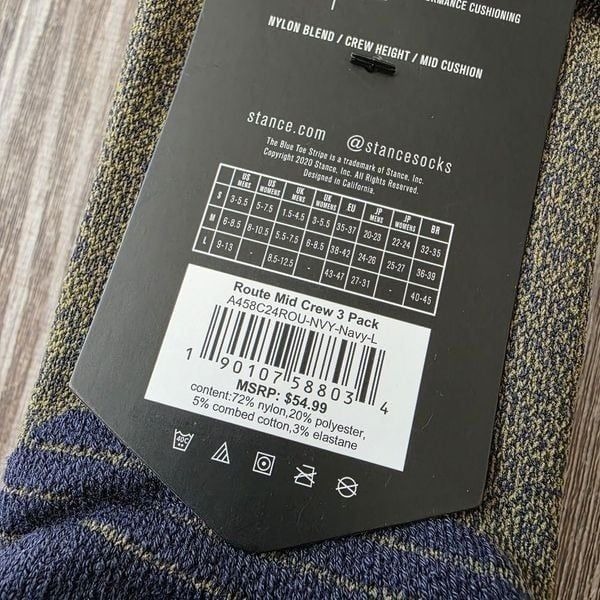 CUSHIONING
NYLON BLEND / CREW HEIGHT / MID CUSHION
stance.com @stancesocks
The Blue Toe Stripe is a trademark of Stance, Inc.
Copyright 2020 Stance, Inc. All Rights Reserved.
Designed in California.
US MENS US WOMENS UK MENS UK WOMENS EU JP MENS JP WOMENS BR
S 3-5.5 5-7.5 1.5-4.5 3-5.5 35-37 20-23 22-24 32-35
M 6-8.5 8-10.5 5.5-7.5 6-8.5 38-42 24-26 25-27 36-39
L 9-13 - 8.5-12.5 - 43-47 27-31 - 40-45
Route Mid Crew 3 Pack
A458C24ROU-NVY-Navy-L
1 90107 58803 4
MSRP: $54.99
content:72% nylon,20% polyester,
5% combed cotton,3% elastane
40C